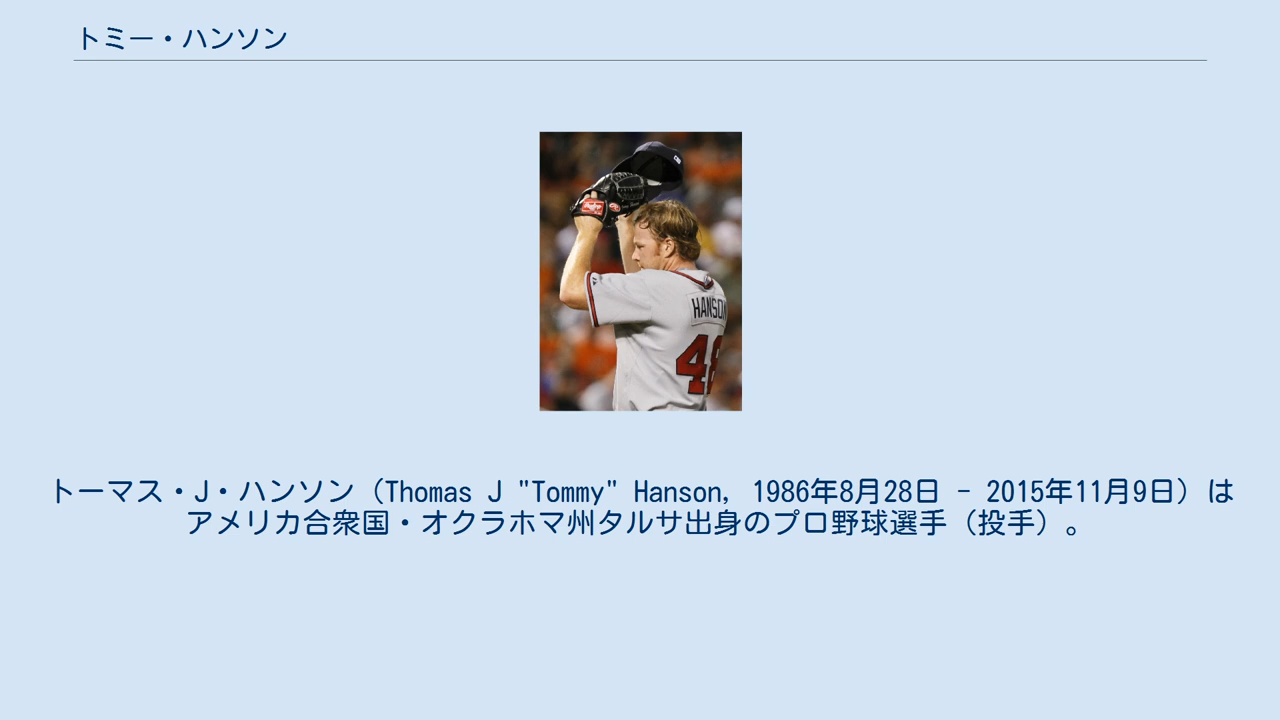 トミー・ハンソン
HANSON
48
トーマス・J・ハンソン（Thomas J "Tommy" Hanson, 1986年8月28日 - 2015年11月9日）は
アメリカ合衆国・オクラホマ州タルサ出身のプロ野球選手（投手）。